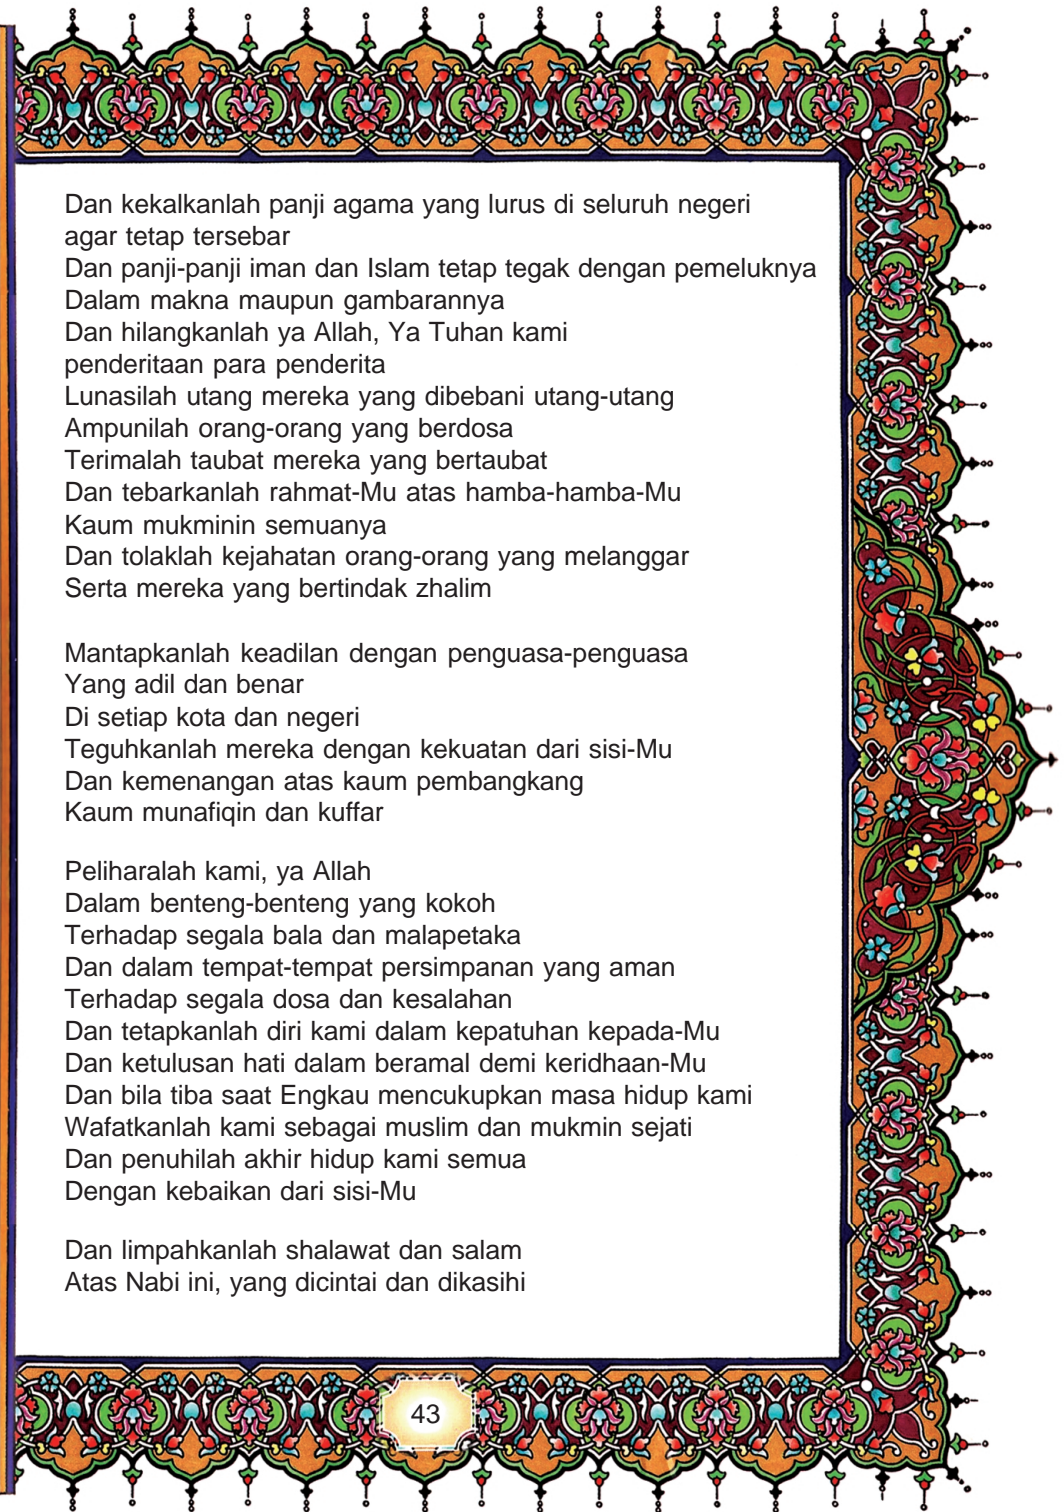 Dan kekalkanlah panji agama yang lurus di seluruh negeri
agar tetap tersebar
Dan panji-panji iman dan Islam tetap tegak dengan pemeluknya
Dalam makna maupun gambarannya
Dan hilangkanlah ya Allah, Ya Tuhan kami
penderitaan para penderita
Lunasilah utang mereka yang dibebani utang-utang
Ampunilah orang-orang yang berdosa
Terimalah taubat mereka yang bertaubat
Dan tebarkanlah rahmat-Mu atas hamba-hamba-Mu
Kaum mukminin semuanya
Dan tolaklah kejahatan orang-orang yang melanggar
Serta mereka yang bertindak zhalim

Mantapkanlah keadilan dengan penguasa-penguasa
Yang adil dan benar
Di setiap kota dan negeri
Teguhkanlah mereka dengan kekuatan dari sisi-Mu
Dan kemenangan atas kaum pembangkang
Kaum munafiqin dan kuffar

Peliharalah kami, ya Allah
Dalam benteng-benteng yang kokoh
Terhadap segala bala dan malapetaka
Dan dalam tempat-tempat persimpanan yang aman
Terhadap segala dosa dan kesalahan
Dan tetapkanlah diri kami dalam kepatuhan kepada-Mu
Dan ketulusan hati dalam beramal demi keridhaan-Mu
Dan bila tiba saat Engkau mencukupkan masa hidup kami
Wafatkanlah kami sebagai muslim dan mukmin sejati
Dan penuhilah akhir hidup kami semua
Dengan kebaikan dari sisi-Mu

Dan limpahkanlah shalawat dan salam
Atas Nabi ini, yang dicintai dan dikasihi

43